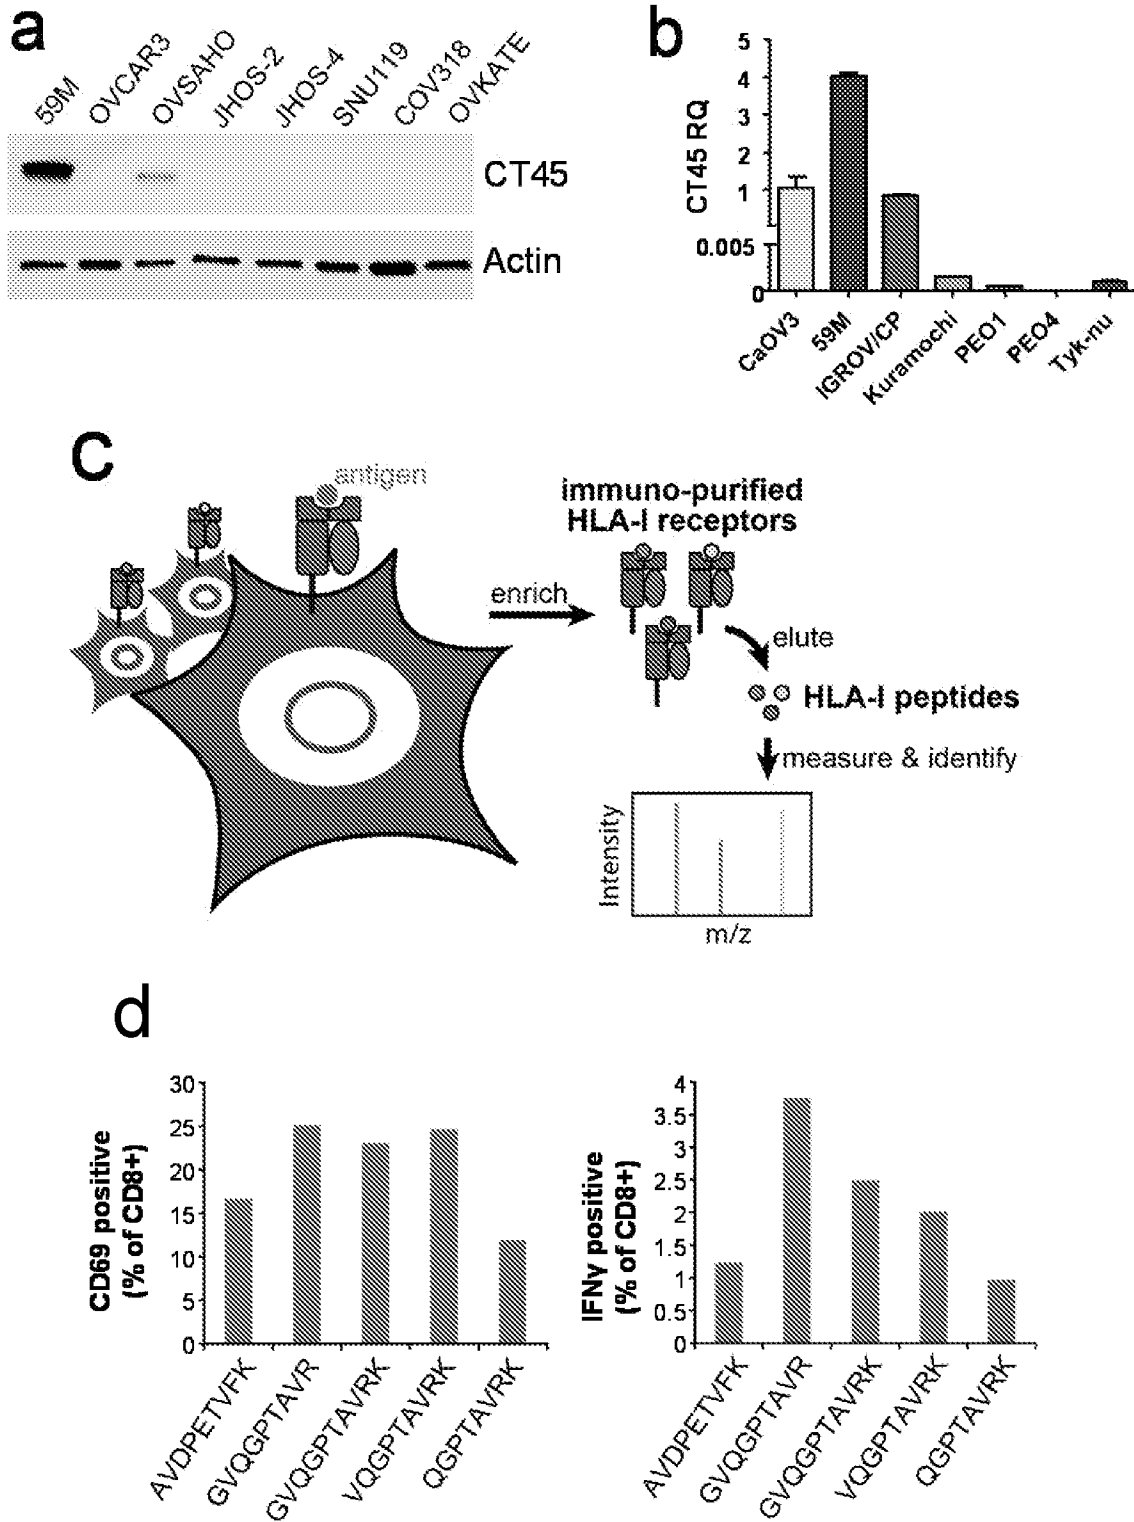 a
59M
OVCAR3
OVSAHO
JHOS-2
JHOS-4
SNU119
COV318
OVKATE
CT45
Actin
b
CT45 RQ
5
4
3
2
1
0.005
0
CaOV3
59M
IGROV/CP
Kuramochi
PEO1
PEO4
Tyk-nu
c
antigen
enrich
immuno-purified
HLA-I receptors
elute
HLA-I peptides
measure & identify
Intensity
m/z
d
CD69 positive
(% of CD8+)
30
25
20
15
10
5
0
AVDPETVFK
GVQGPTAVR
GVQGPTAVRK
VQGPTAVRK
QGPTAVRK
IFNγ positive
(% of CD8+)
4
3.5
3
2.5
2
1.5
1
0.5
0
AVDPETVFK
GVQGPTAVR
GVQGPTAVRK
VQGPTAVRK
QGPTAVRK